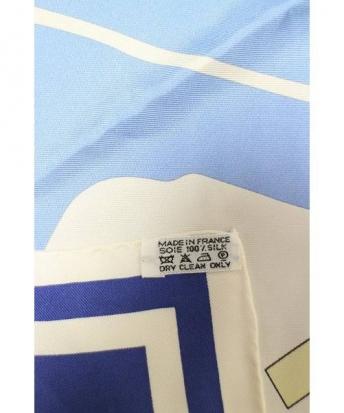 MADE IN FRANCE
SOIE 100% SILK
DRY CLEAN ONLY